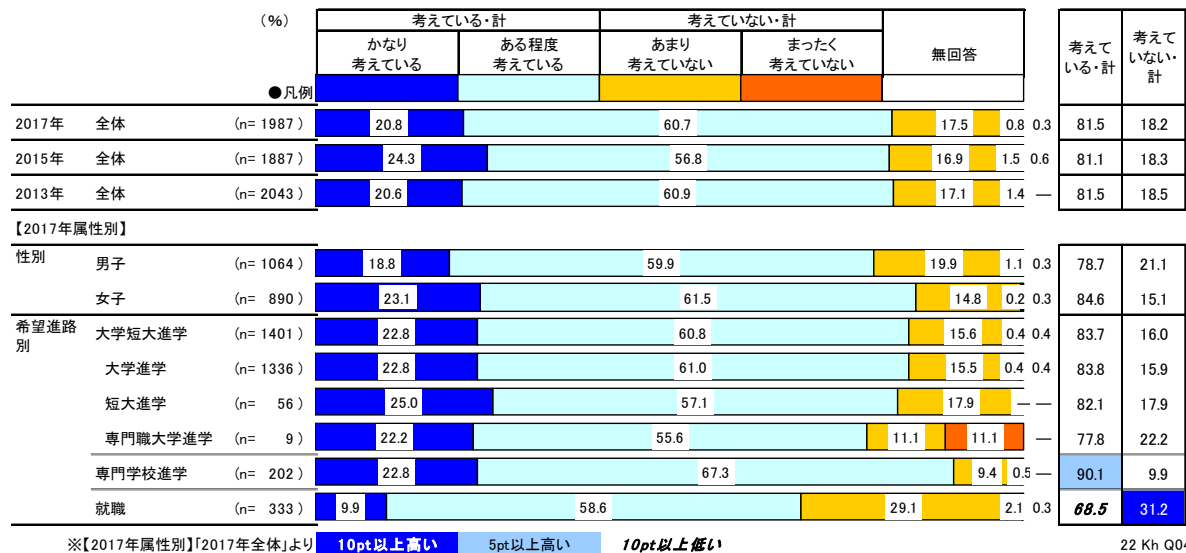 (%) 考えている・計 考えていない・計 無回答 考えている・計 考えていない・計
かなり考えている ある程度考えている あまり考えていない まったく考えていない
●凡例
2017年 全体 (n= 1987 ) 20.8 60.7 17.5 0.8 0.3 81.5 18.2
2015年 全体 (n= 1887 ) 24.3 56.8 16.9 1.5 0.6 81.1 18.3
2013年 全体 (n= 2043 ) 20.6 60.9 17.1 1.4 — 81.5 18.5
【2017年属性別】
性別 男子 (n= 1064 ) 18.8 59.9 19.9 1.1 0.3 78.7 21.1
女子 (n= 890 ) 23.1 61.5 14.8 0.2 0.3 84.6 15.1
希望進路別 大学短大進学 (n= 1401 ) 22.8 60.8 15.6 0.4 0.4 83.7 16.0
大学進学 (n= 1336 ) 22.8 61.0 15.5 0.4 0.4 83.8 15.9
短大進学 (n= 56 ) 25.0 57.1 17.9 — — 82.1 17.9
専門職大学進学 (n= 9 ) 22.2 55.6 11.1 11.1 — 77.8 22.2
専門学校進学 (n= 202 ) 22.8 67.3 9.4 0.5 — 90.1 9.9
就職 (n= 333 ) 9.9 58.6 29.1 2.1 0.3 68.5 31.2
※【2017年属性別】「2017年全体」より 10pt以上高い 5pt以上高い 10pt以上低い 22 Kh Q04